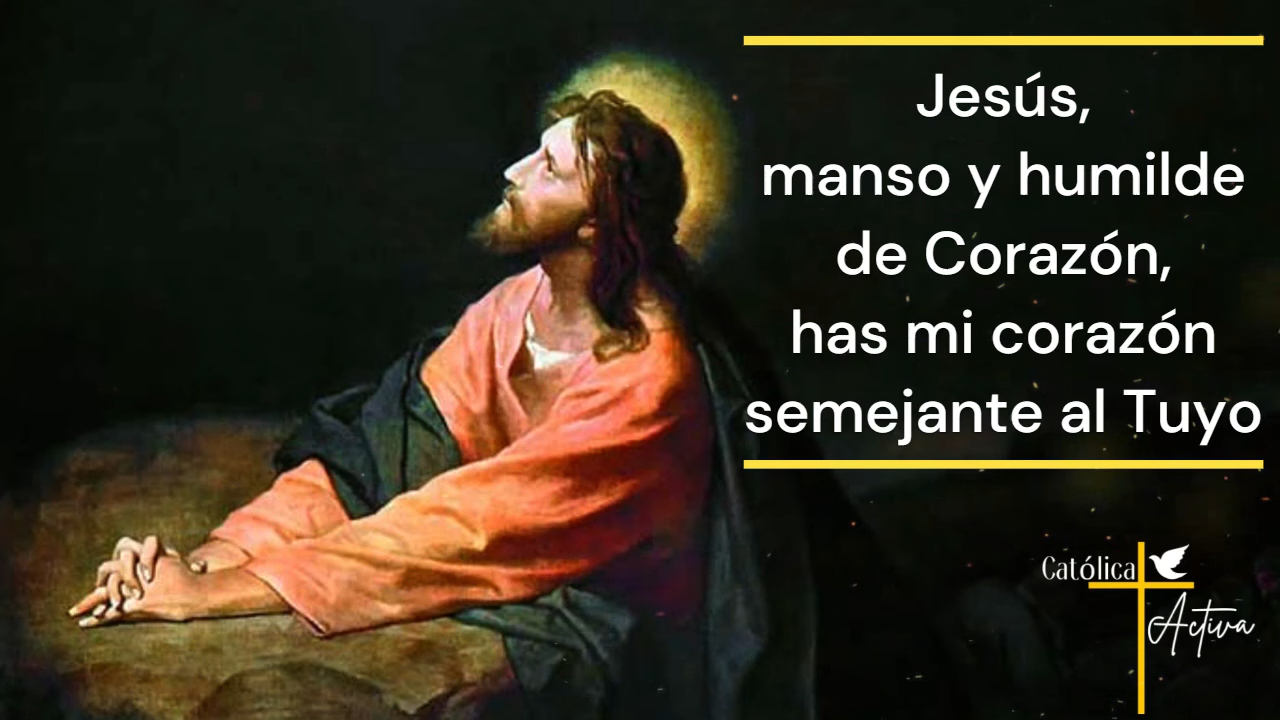 Jesús,
manso y humilde
de Corazón,
has mi corazón
semejante al Tuyo
Católica
Activa